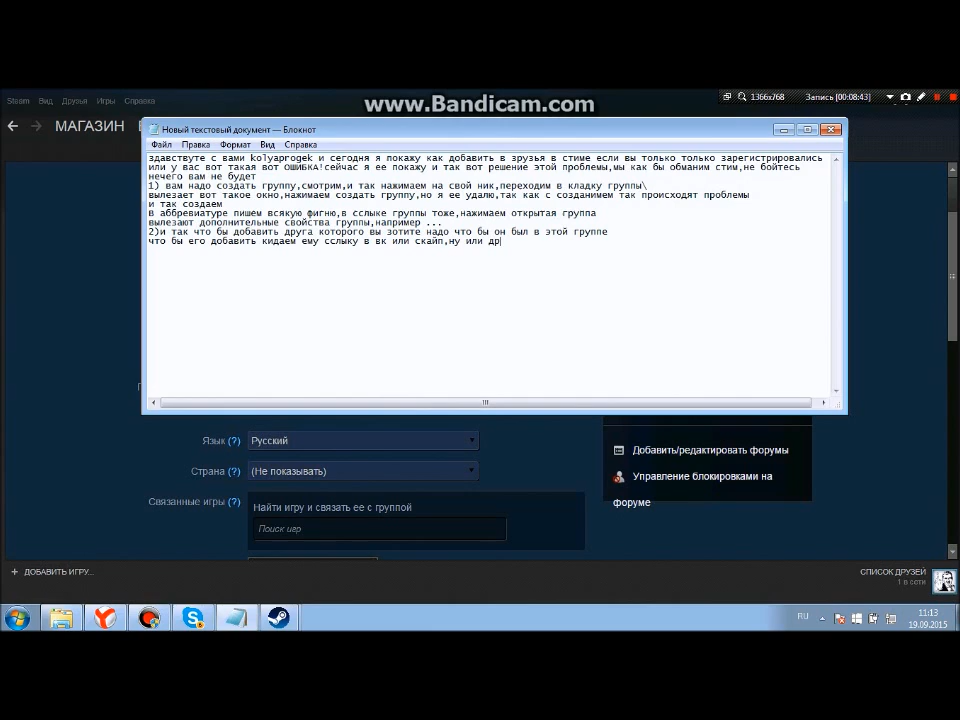 www.Bandicam.com
1366x768
Запись [00:08:43]
Steam Вид Друзья Игры Справка
МАГАЗИН
Новый текстовый документ — Блокнот
Файл Правка Формат Вид Справка
здавствуте с вами kolyaprogek и сегодня я покажу как добавить в зрузья в стиме если вы только только зарегистрировались
или у вас вот такая вот ОШИБКА!сейчас я ее покажу и так вот решение этой проблемы,мы как бы обманим стим,не бойтесь
нечего вам не будет
1) вам надо создать группу,смотрим,и так нажимаем на свой ник,переходим в кладку группы\
вылезает вот такое окно,нажимаем создать группу,но я ее удалю,так как с созданимем так происходят проблемы
и так создаем
в аббревиатуре пишем всякую фигню,в сслыке группы тоже,нажимаем открытая группа
вылезают дополнительные свойства группы,например ...
2)и так что бы добавить друга которого вы зотите надо что бы он был в этой группе
что бы его добавить кидаем ему сслыку в вк или скайп,ну или др
Язык (?) Русский
Страна (?) (Не показывать)
Связанные игры (?)
Найти игру и связать ее с группой
Поиск игр
Добавить/редактировать форумы
Управление блокировками на
форуме
+ ДОБАВИТЬ ИГРУ...
СПИСОК ДРУЗЕЙ
1 в сети
RU
11:13
19.09.2015